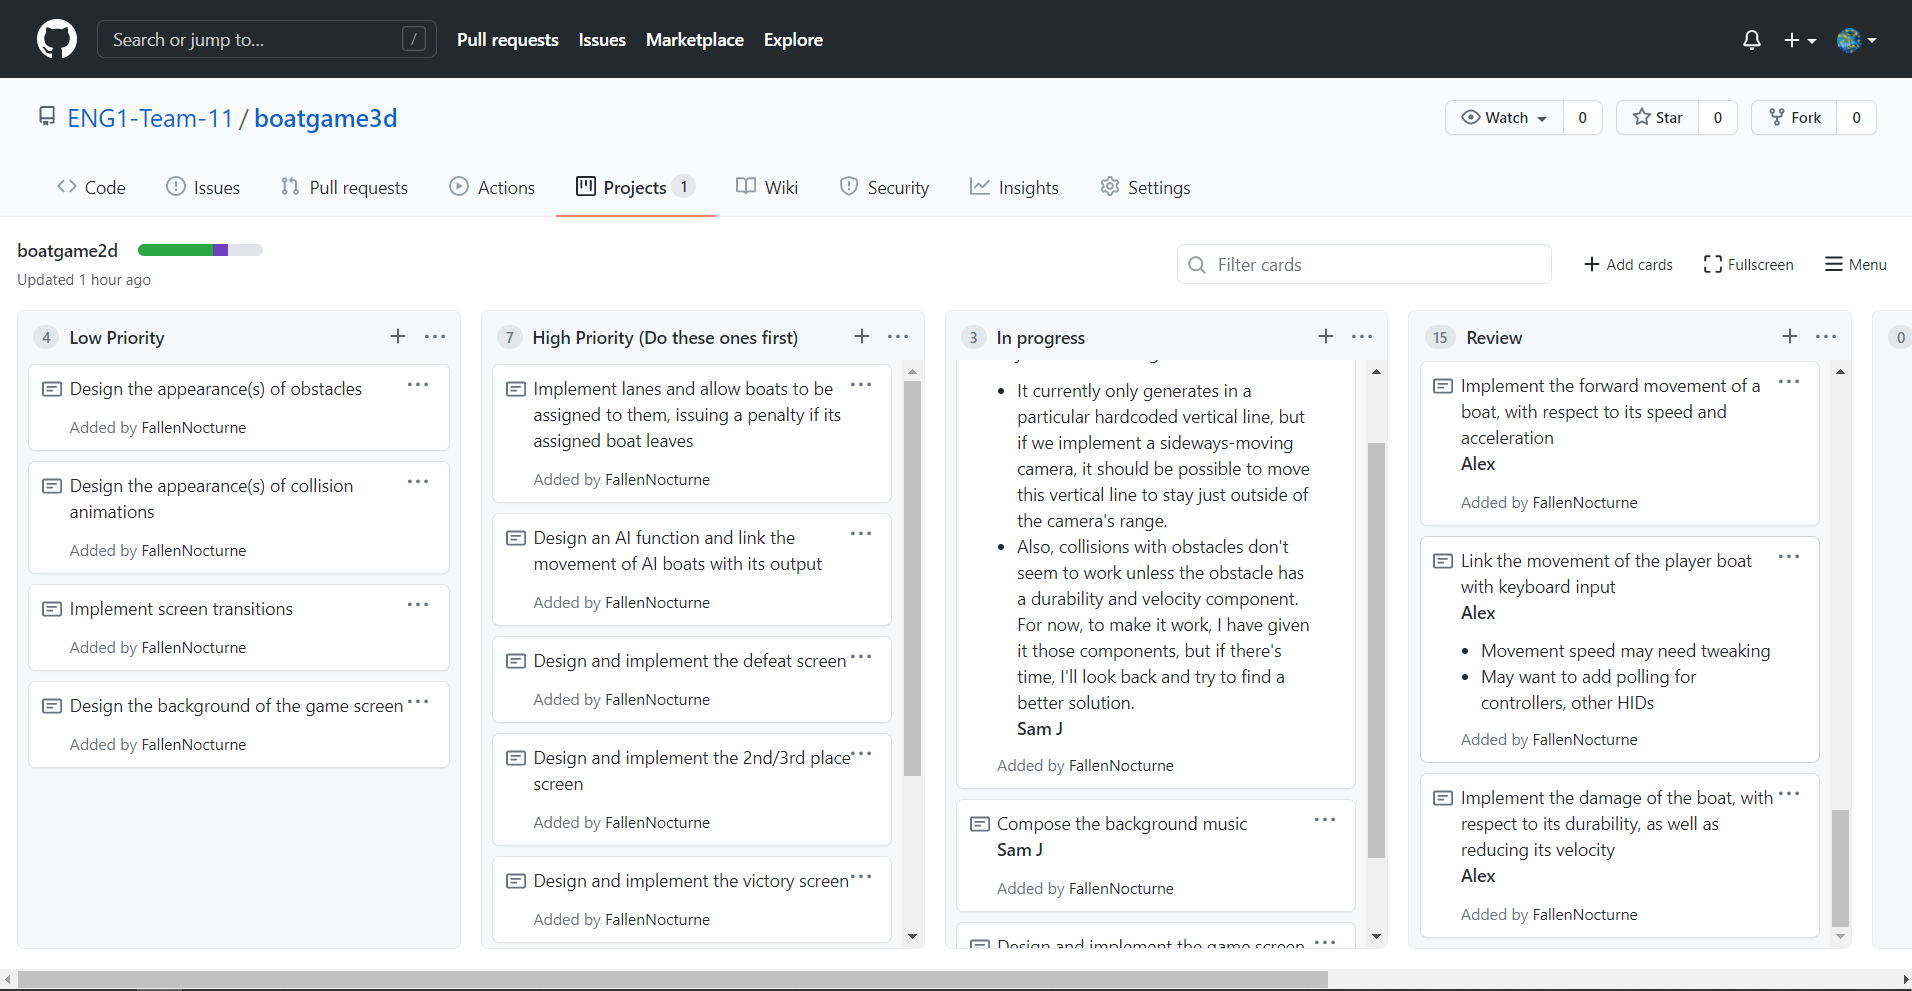 Search or jump to...
/
Pull requests
Issues
Marketplace
Explore
ENG1-Team-11 / boatgame3d
Watch 0
Star 0
Fork 0
Code
Issues
Pull requests
Actions
Projects 1
Wiki
Security
Insights
Settings
boatgame2d
Updated 1 hour ago
Filter cards
Add cards
Fullscreen
Menu
4 Low Priority
Design the appearance(s) of obstacles
Added by FallenNocturne
Design the appearance(s) of collision
animations
Added by FallenNocturne
Implement screen transitions
Added by FallenNocturne
Design the background of the game screen
Added by FallenNocturne
7 High Priority (Do these ones first)
Implement lanes and allow boats to be
assigned to them, issuing a penalty if its
assigned boat leaves
Added by FallenNocturne
Design an AI function and link the
movement of AI boats with its output
Added by FallenNocturne
Design and implement the defeat screen
Added by FallenNocturne
Design and implement the 2nd/3rd place
screen
Added by FallenNocturne
Design and implement the victory screen
Added by FallenNocturne
3 In progress
It currently only generates in a
particular hardcoded vertical line, but
if we implement a sideways-moving
camera, it should be possible to move
this vertical line to stay just outside of
the camera's range.
Also, collisions with obstacles don't
seem to work unless the obstacle has
a durability and velocity component.
For now, to make it work, I have given
it those components, but if there's
time, I'll look back and try to find a
better solution.
Sam J
Added by FallenNocturne
Compose the background music
Sam J
Added by FallenNocturne
Design and implement the game screen
15 Review
Implement the forward movement of a
boat, with respect to its speed and
acceleration
Alex
Added by FallenNocturne
Link the movement of the player boat
with keyboard input
Alex
Movement speed may need tweaking
May want to add polling for
controllers, other HIDs
Added by FallenNocturne
Implement the damage of the boat, with
respect to its durability, as well as
reducing its velocity
Alex
Added by FallenNocturne
0